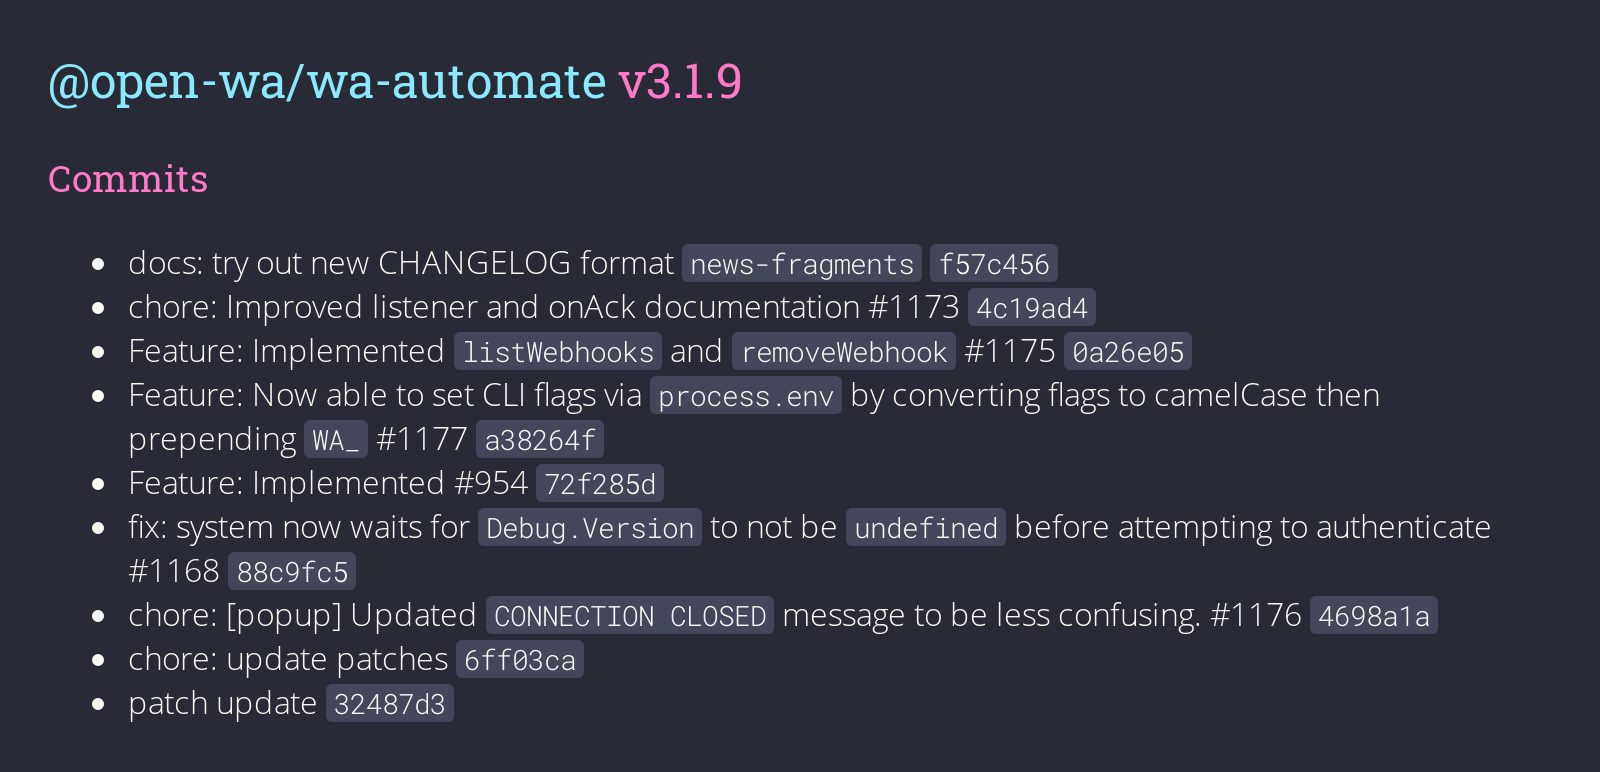 @open-wa/wa-automate v3.1.9
Commits
docs: try out new CHANGELOG format news-fragments f57c456
chore: Improved listener and onAck documentation #1173 4c19ad4
Feature: Implemented listWebhooks and removeWebhook #1175 0a26e05
Feature: Now able to set CLI flags via process.env by converting flags to camelCase then
prepending WA_ #1177 a38264f
Feature: Implemented #954 72f285d
fix: system now waits for Debug.Version to not be undefined before attempting to authenticate
#1168 88c9fc5
chore: [popup] Updated CONNECTION CLOSED message to be less confusing. #1176 4698a1a
chore: update patches 6ff03ca
patch update 32487d3